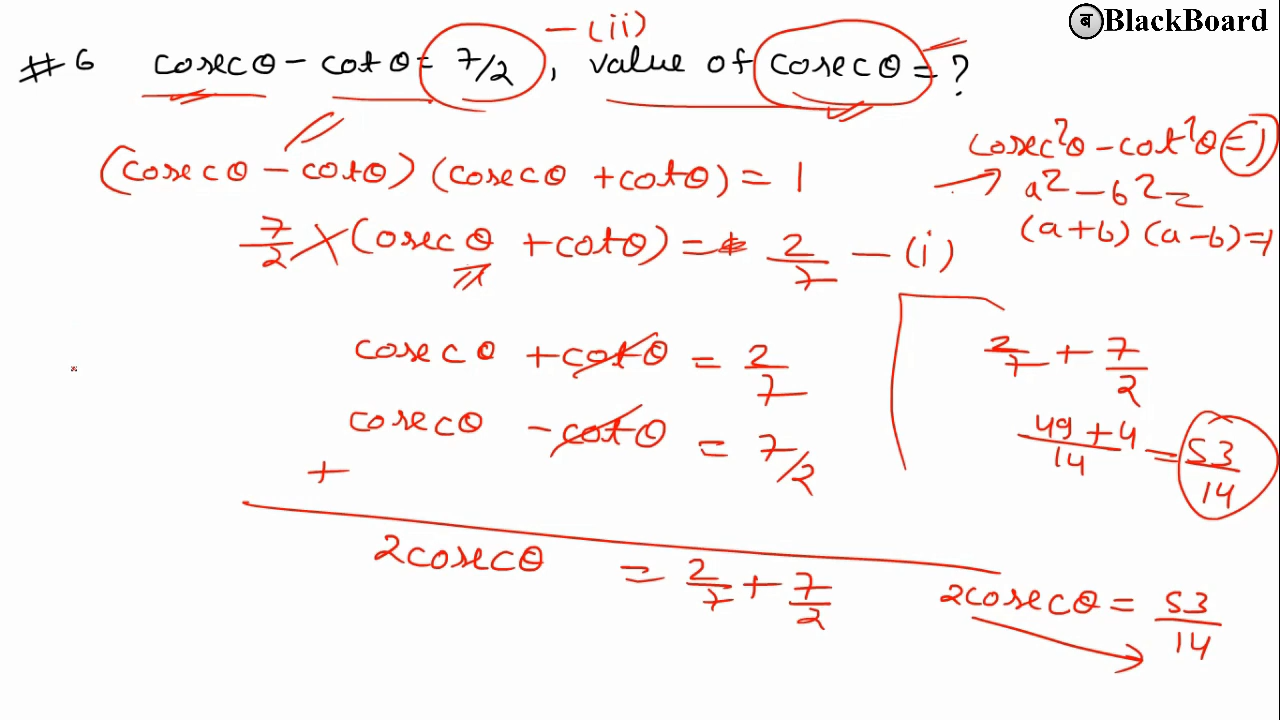 ब BlackBoard
— (ii)
# 6 cosecθ - cotθ = 7/2 , value of cosecθ = ?
cosec²θ - cot²θ = 1
(cosecθ - cotθ) (cosecθ + cotθ) = 1
a² - b² =
(a+b) (a-b) = 1
7/2 × (cosecθ + cotθ) = 2/7 — (i)
cosecθ + cotθ = 2/7
2/7 + 7/2
cosecθ - cotθ = 7/2
49 + 4/14 = 53/14
+
2cosecθ = 2/7 + 7/2
2cosecθ = 53/14